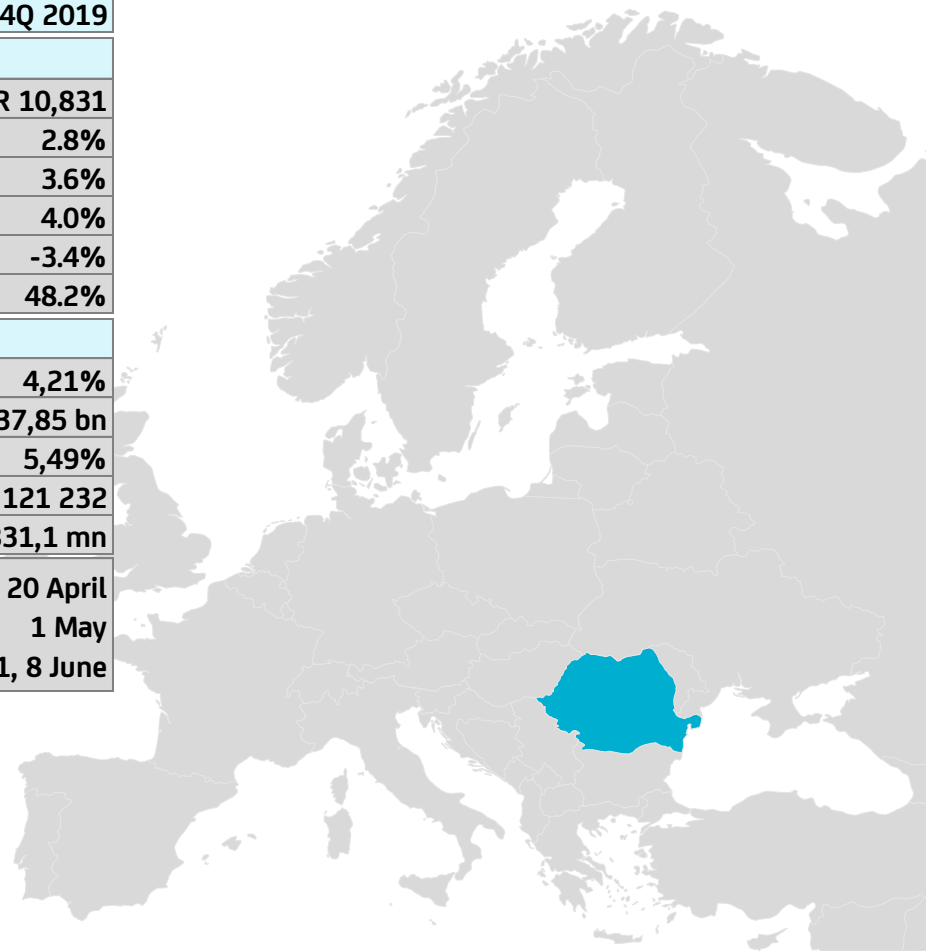 4Q 2019
R 10,831
2.8%
3.6%
4.0%
-3.4%
48.2%
4,21%
37,85 bn
5,49%
121 232
331,1 mn
20 April
1 May
1, 8 June